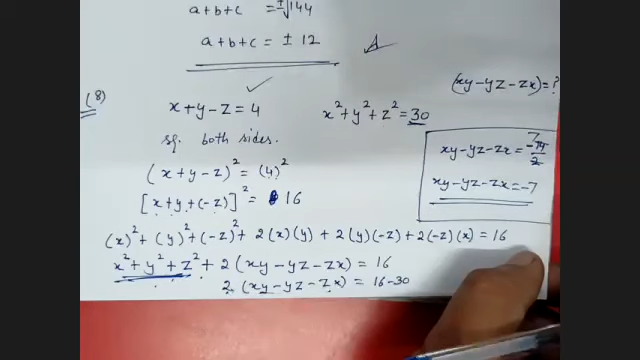 a+b+c = ±√144
a+b+c = ± 12
(8)
x+y-z = 4
x²+y²+z² = 30
(xy-yz-zx) = ?
sq. both sides.
(x+y-z)² = (4)²
[x+y+(-z)]² = 16
(x)²+(y)²+(-z)²+ 2(x)(y) + 2(y)(-z) + 2(-z)(x) = 16
x²+y²+z²+2(xy-yz-zx) = 16
2(xy-yz-zx) = 16-30
xy-yz-zx = -14/2 7
xy-yz-zx = -7